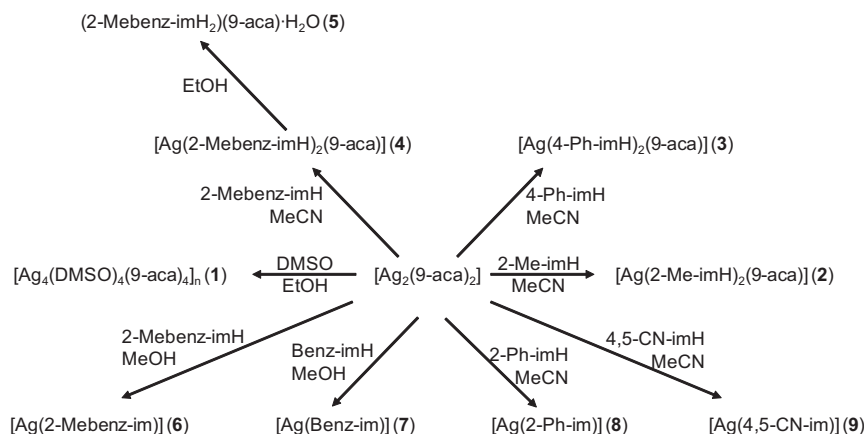 (2-Mebenz-imH₂)(9-aca)·H₂O (5)
EtOH
[Ag(2-Mebenz-imH)₂(9-aca)] (4)
[Ag(4-Ph-imH)₂(9-aca)] (3)
2-Mebenz-imH
MeCN
4-Ph-imH
MeCN
[Ag₄(DMSO)₄(9-aca)₄]ₙ (1)
DMSO
EtOH
[Ag₂(9-aca)₂]
2-Me-imH
MeCN
[Ag(2-Me-imH)₂(9-aca)] (2)
2-Mebenz-imH
MeOH
Benz-imH
MeOH
2-Ph-imH
MeCN
4,5-CN-imH
MeCN
[Ag(2-Mebenz-im)] (6)
[Ag(Benz-im)] (7)
[Ag(2-Ph-im)] (8)
[Ag(4,5-CN-im)] (9)